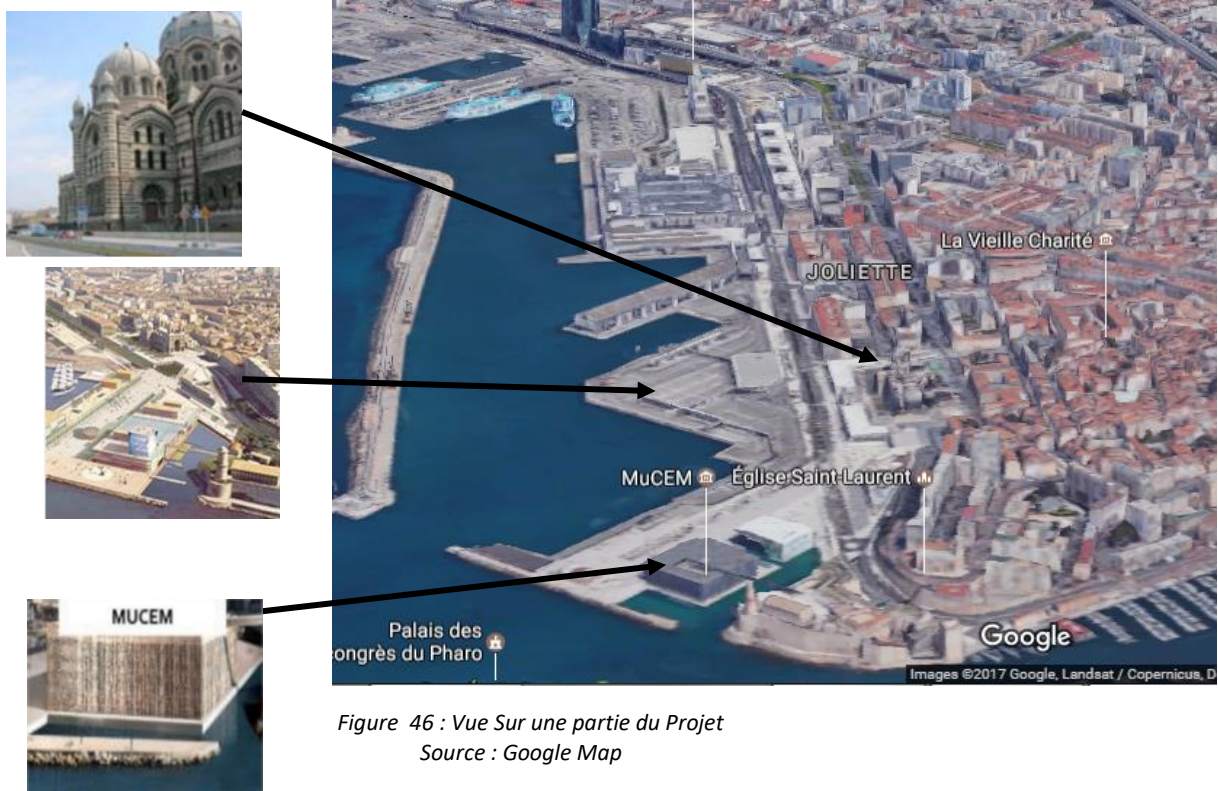 La Vieille Charité
JOLIETTE
MuCEM
Église Saint-Laurent
MUCEM
Palais des
ongrès du Pharo
Google
Images ©2017 Google, Landsat / Copernicus, D
Figure 46 : Vue Sur une partie du Projet
Source : Google Map